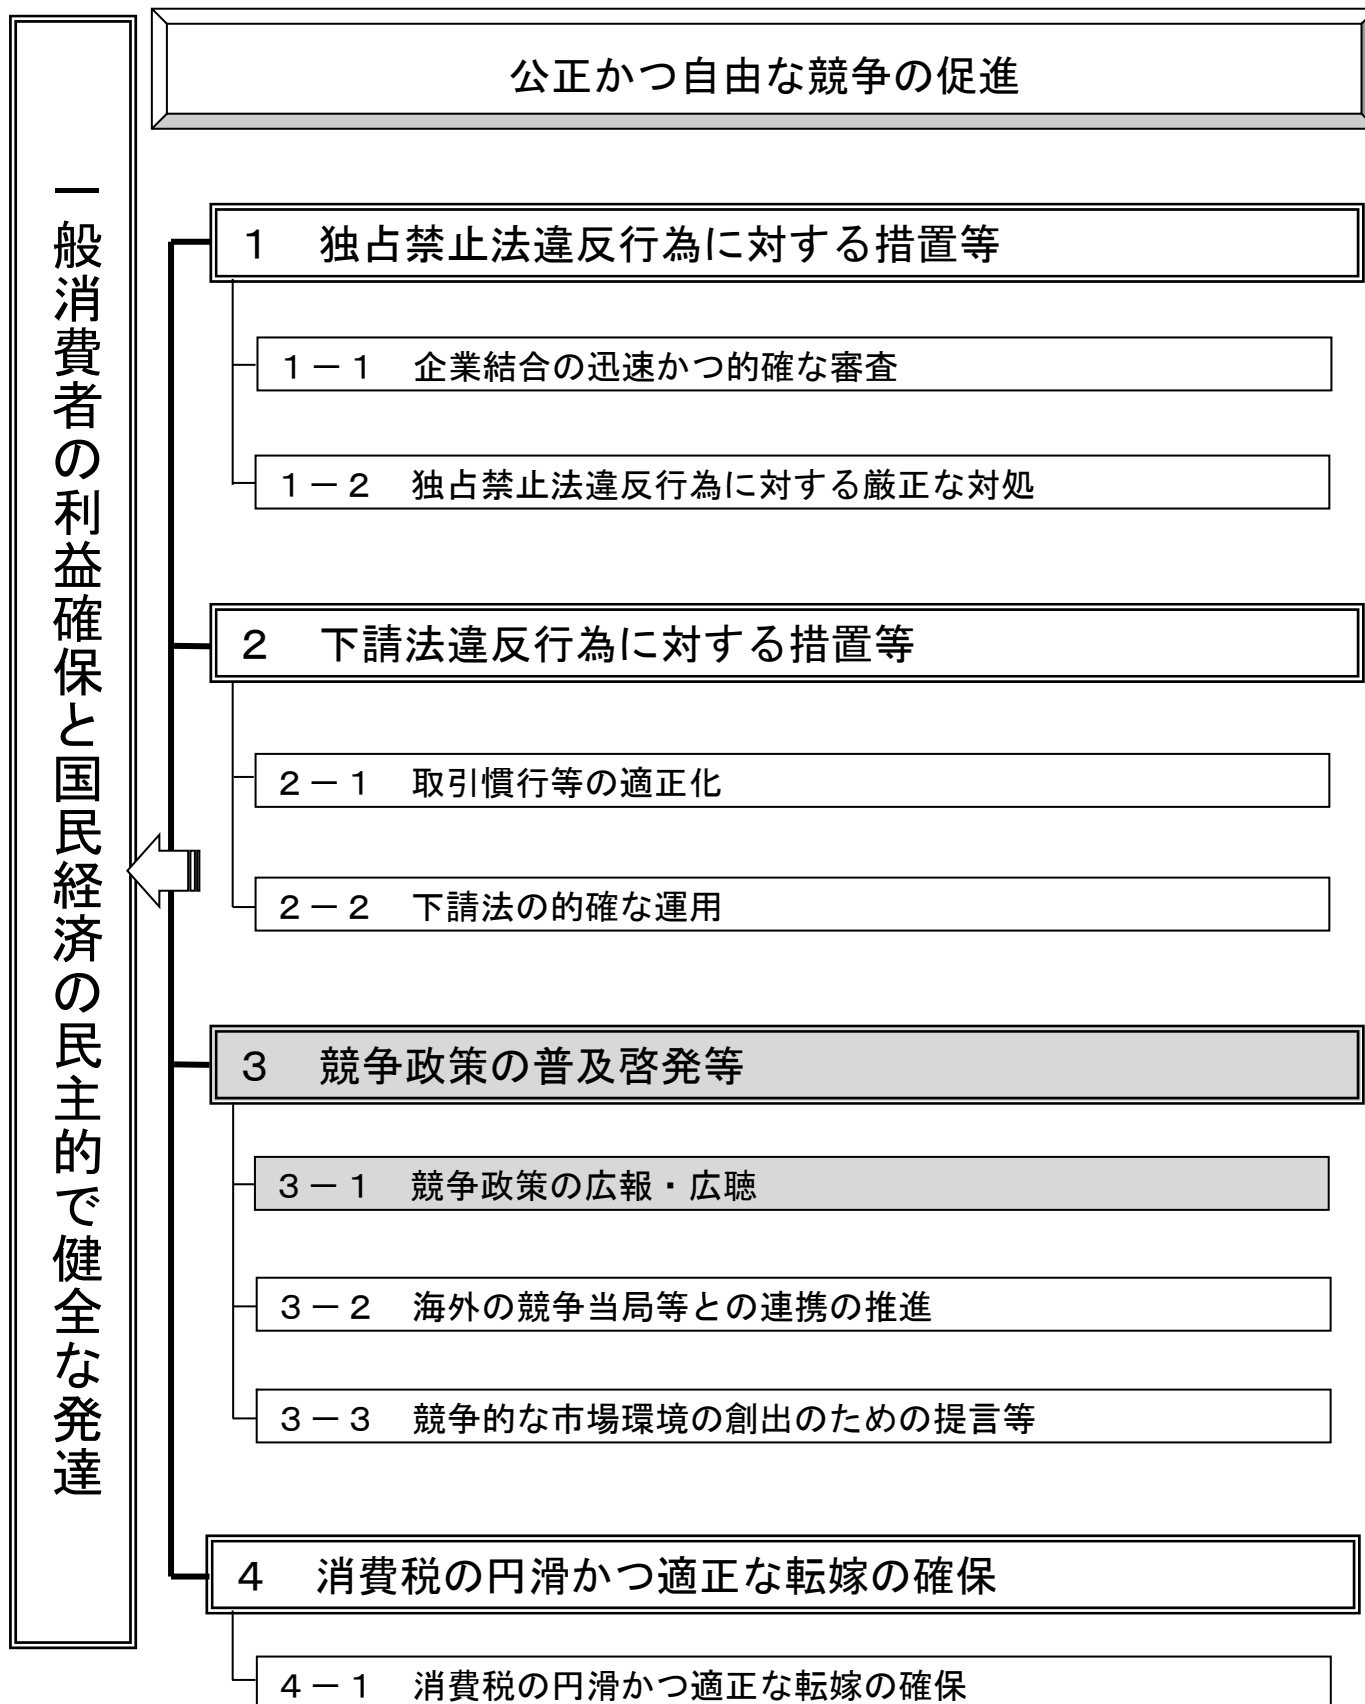 公正かつ自由な競争の促進
一般消費者の利益確保と国民経済の民主的で健全な発達
１　独占禁止法違反行為に対する措置等
１－１　企業結合の迅速かつ的確な審査
１－２　独占禁止法違反行為に対する厳正な対処
２　下請法違反行為に対する措置等
２－１　取引慣行等の適正化
２－２　下請法の的確な運用
３　競争政策の普及啓発等
３－１　競争政策の広報・広聴
３－２　海外の競争当局等との連携の推進
３－３　競争的な市場環境の創出のための提言等
４　消費税の円滑かつ適正な転嫁の確保
４－１　消費税の円滑かつ適正な転嫁の確保